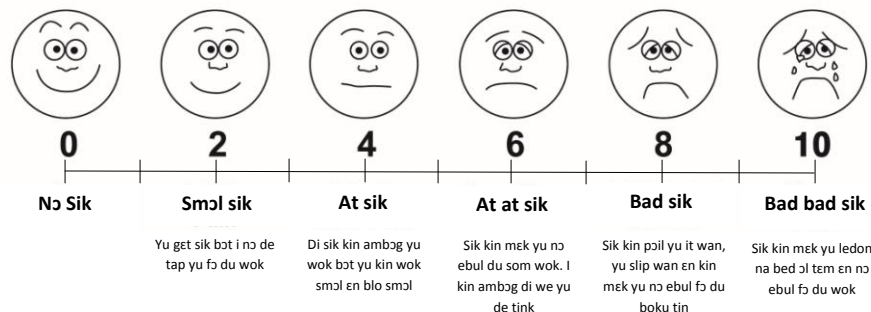 0 2 4 6 8 10
Nɔ Sik Smɔl sik At sik At at sik Bad sik Bad bad sik
Yu gɛt sik bɔt i nɔ de
tap yu fɔ du wok
Di sik kin ambɔg yu
wok bɔt yu kin wok
smɔl ɛn blo smɔl
Sik kin mɛk yu nɔ
ebul du som wok. I
kin ambɔg di we yu
de tink
Sik kin pɔil yu it wan,
yu slip wan ɛn kin
mɛk yu nɔ ebul fɔ du
boku tin
Sik kin mɛk yu ledon
na bed ɔl tɛm ɛn nɔ
ebul fɔ du wok